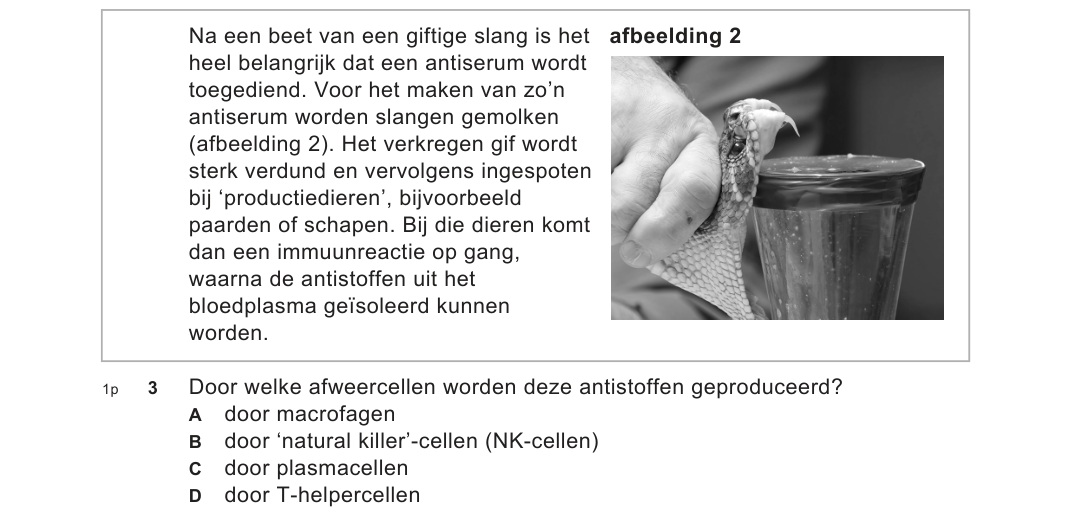 Na een beet van een giftige slang is het
heel belangrijk dat een antiserum wordt
toegediend. Voor het maken van zo’n
antiserum worden slangen gemolken
(afbeelding 2). Het verkregen gif wordt
sterk verdund en vervolgens ingespoten
bij ‘productiedieren’, bijvoorbeeld
paarden of schapen. Bij die dieren komt
dan een immuunreactie op gang,
waarna de antistoffen uit het
bloedplasma geïsoleerd kunnen
worden.
afbeelding 2
1p 3 Door welke afweercellen worden deze antistoffen geproduceerd?
A door macrofagen
B door ‘natural killer’-cellen (NK-cellen)
C door plasmacellen
D door T-helpercellen